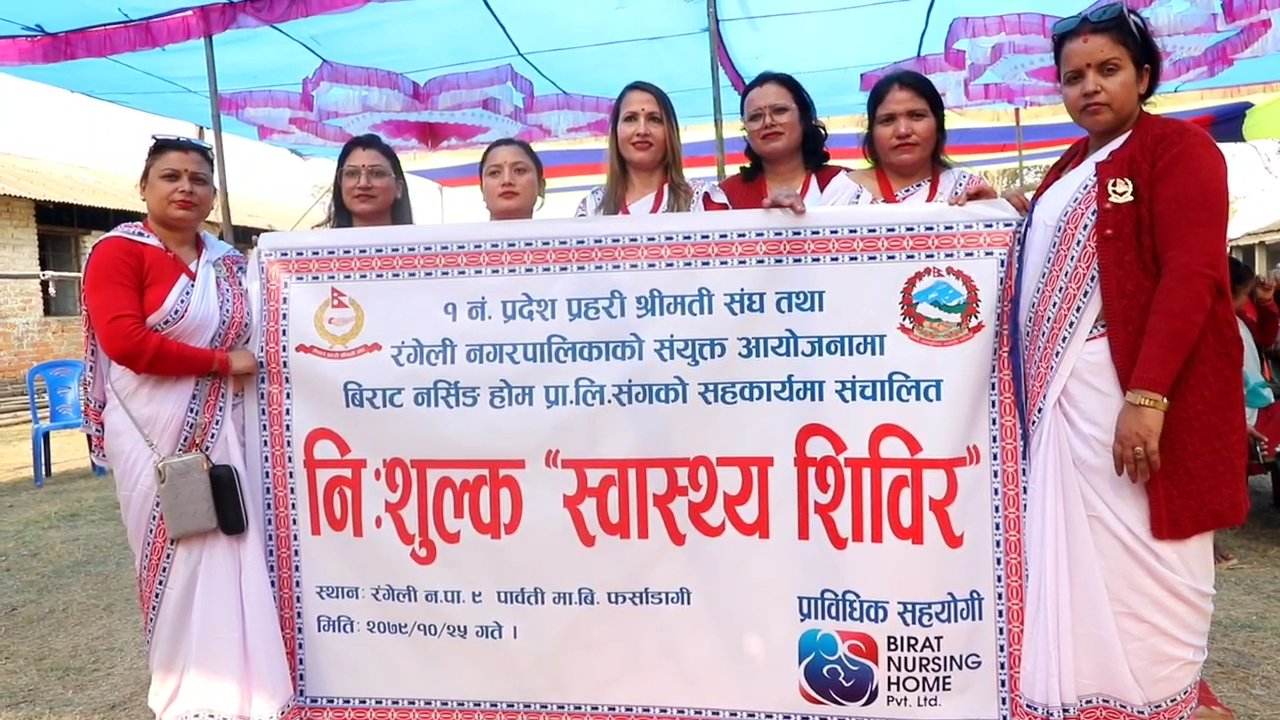 १ नं. प्रदेश प्रहरी श्रीमती संघ तथा
रंगेली नगरपालिकाको संयुक्त आयोजनामा
बिराट नर्सिङ होम प्रा.लि.संगको सहकार्यमा संचालित
नि:शुल्क "स्वास्थ्य शिविर"
स्थान: रंगेली न.पा. ९ पार्वती मा.बि. फर्साडागी
मिति: २०७९/१०/२५ गते ।
प्राविधिक सहयोगी
BIRAT
NURSING
HOME
Pvt. Ltd.